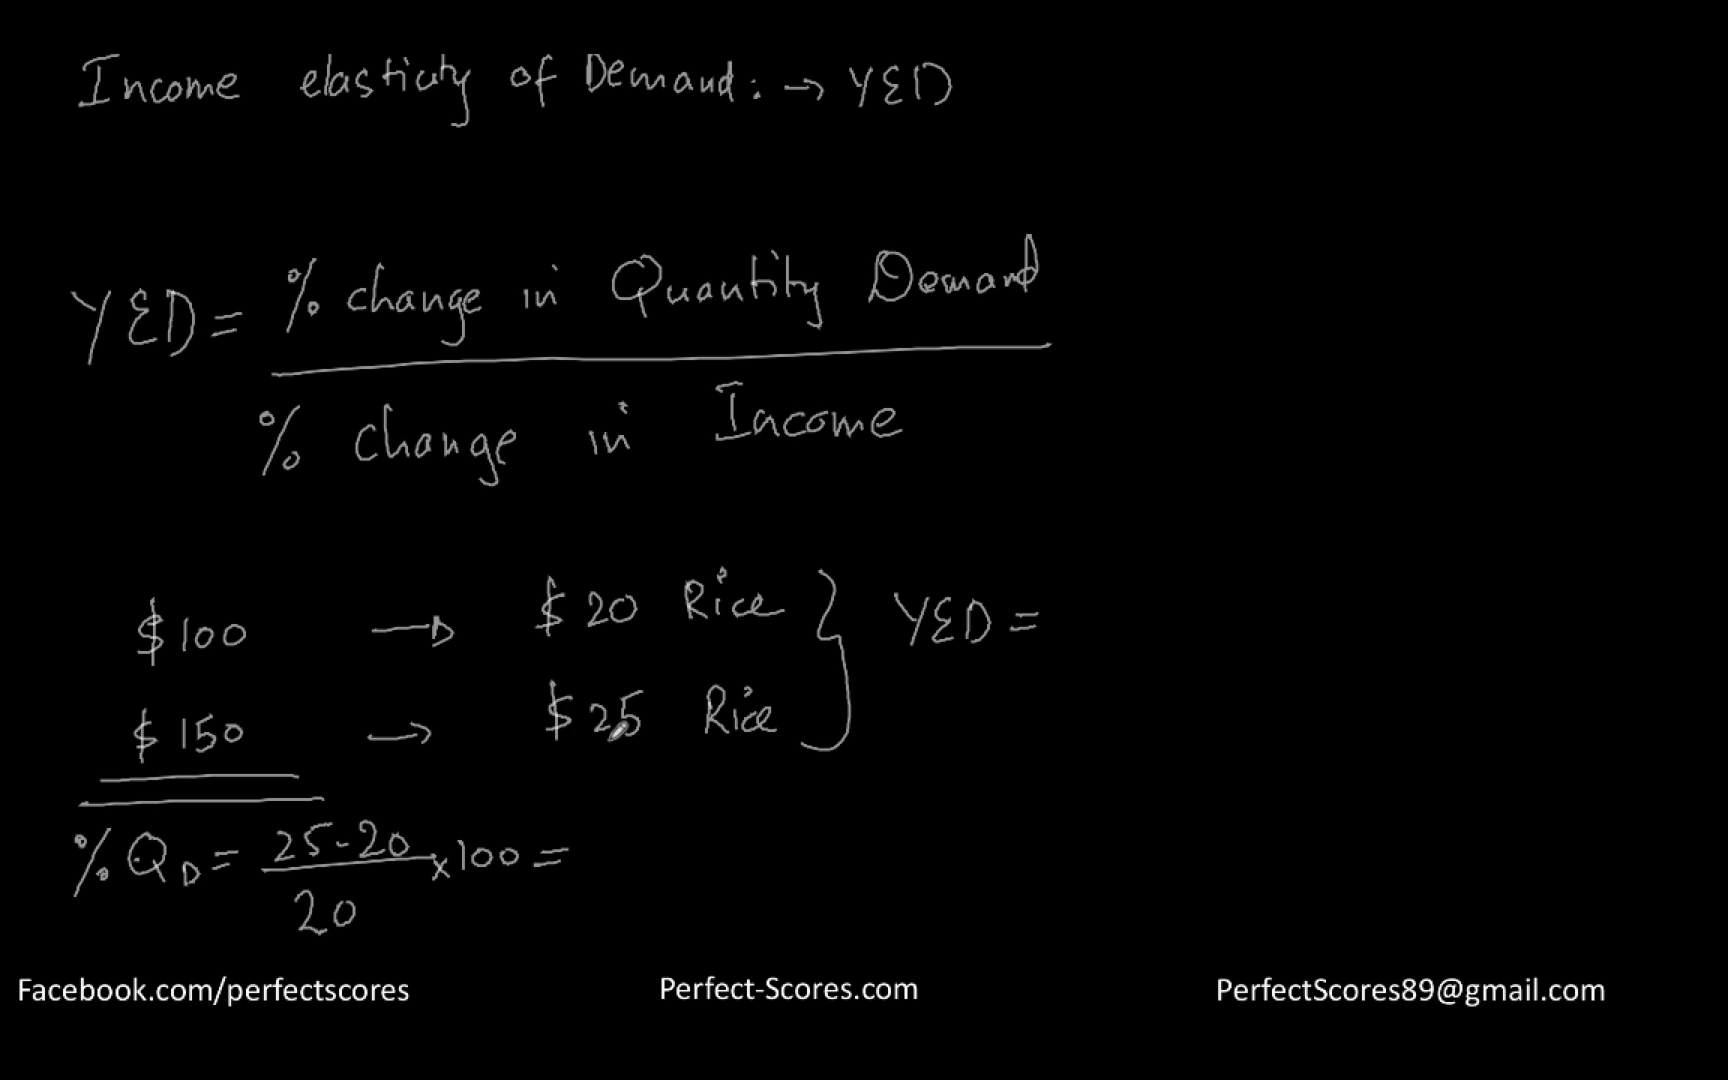 Income elasticity of Demand: → YED
YED = % change in Quantity Demand
% change in Income
$100 → $20 Rice } YED =
$150 → $25 Rice
% QD = 25-20 x 100 =
20
Facebook.com/perfectscores Perfect-Scores.com PerfectScores89@gmail.com